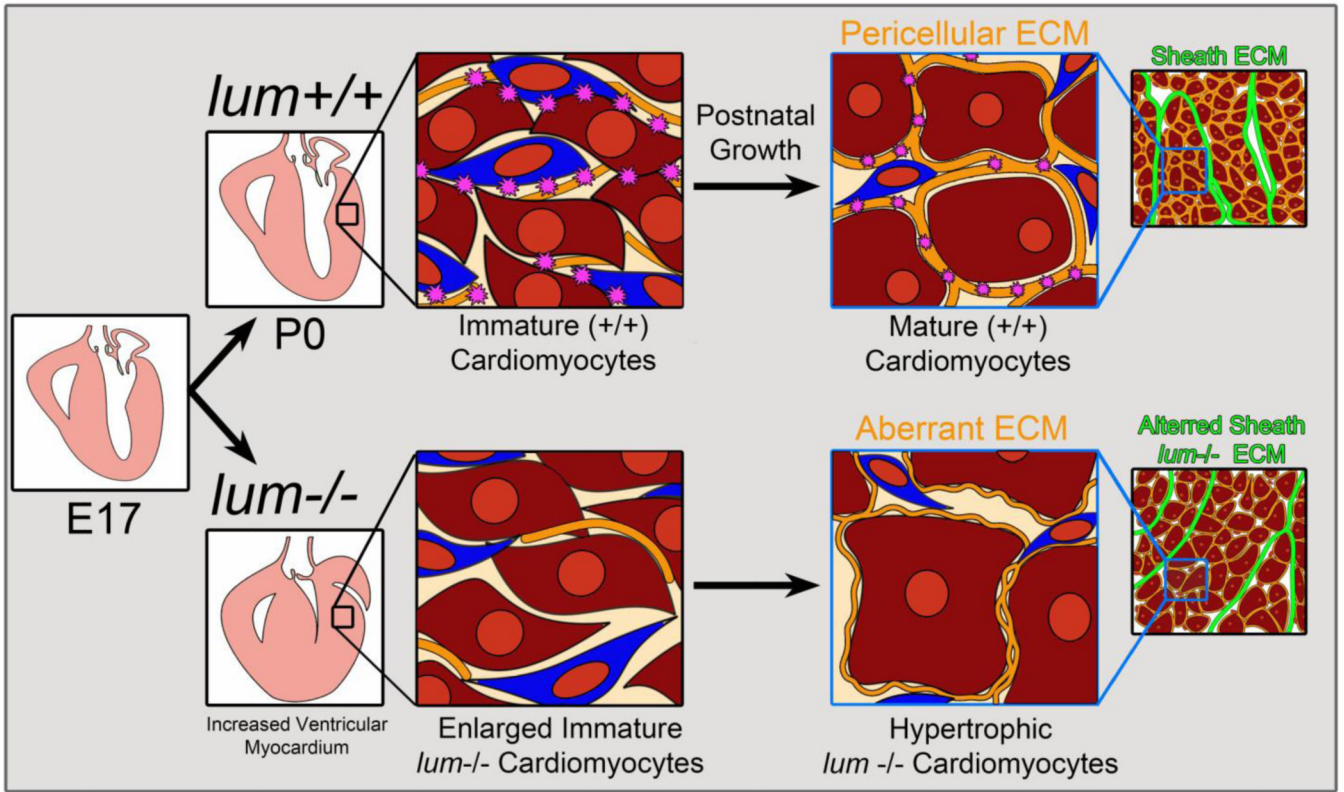 E17
lum+/+
P0
Immature (+/+)
Cardiomyocytes
Postnatal
Growth
Pericellular ECM
Mature (+/+)
Cardiomyocytes
Sheath ECM
lum-/-
Increased Ventricular
Myocardium
Enlarged Immature
lum-/- Cardiomyocytes
Aberrant ECM
Hypertrophic
lum -/- Cardiomyocytes
Alterred Sheath
lum-/- ECM